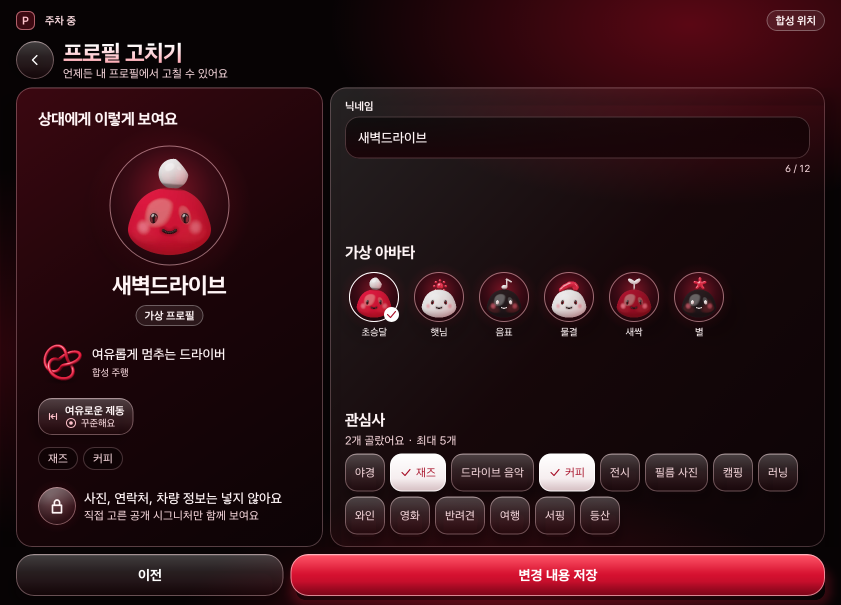 P 주차 중
합성 위치
프로필 고치기
언제든 내 프로필에서 고칠 수 있어요
상대에게 이렇게 보여요
새벽드라이브
가상 프로필
여유롭게 멈추는 드라이버
합성 주행
여유로운 제동
꾸준해요
재즈 커피
사진, 연락처, 차량 정보는 넣지 않아요
직접 고른 공개 시그니처만 함께 보여요
닉네임
새벽드라이브
6 / 12
가상 아바타
초승달 햇님 음표 물결 새싹 별
관심사
2개 골랐어요 · 최대 5개
야경 재즈 드라이브 음악 커피 전시 필름 사진 캠핑 러닝
와인 영화 반려견 여행 서핑 등산
이전
변경 내용 저장